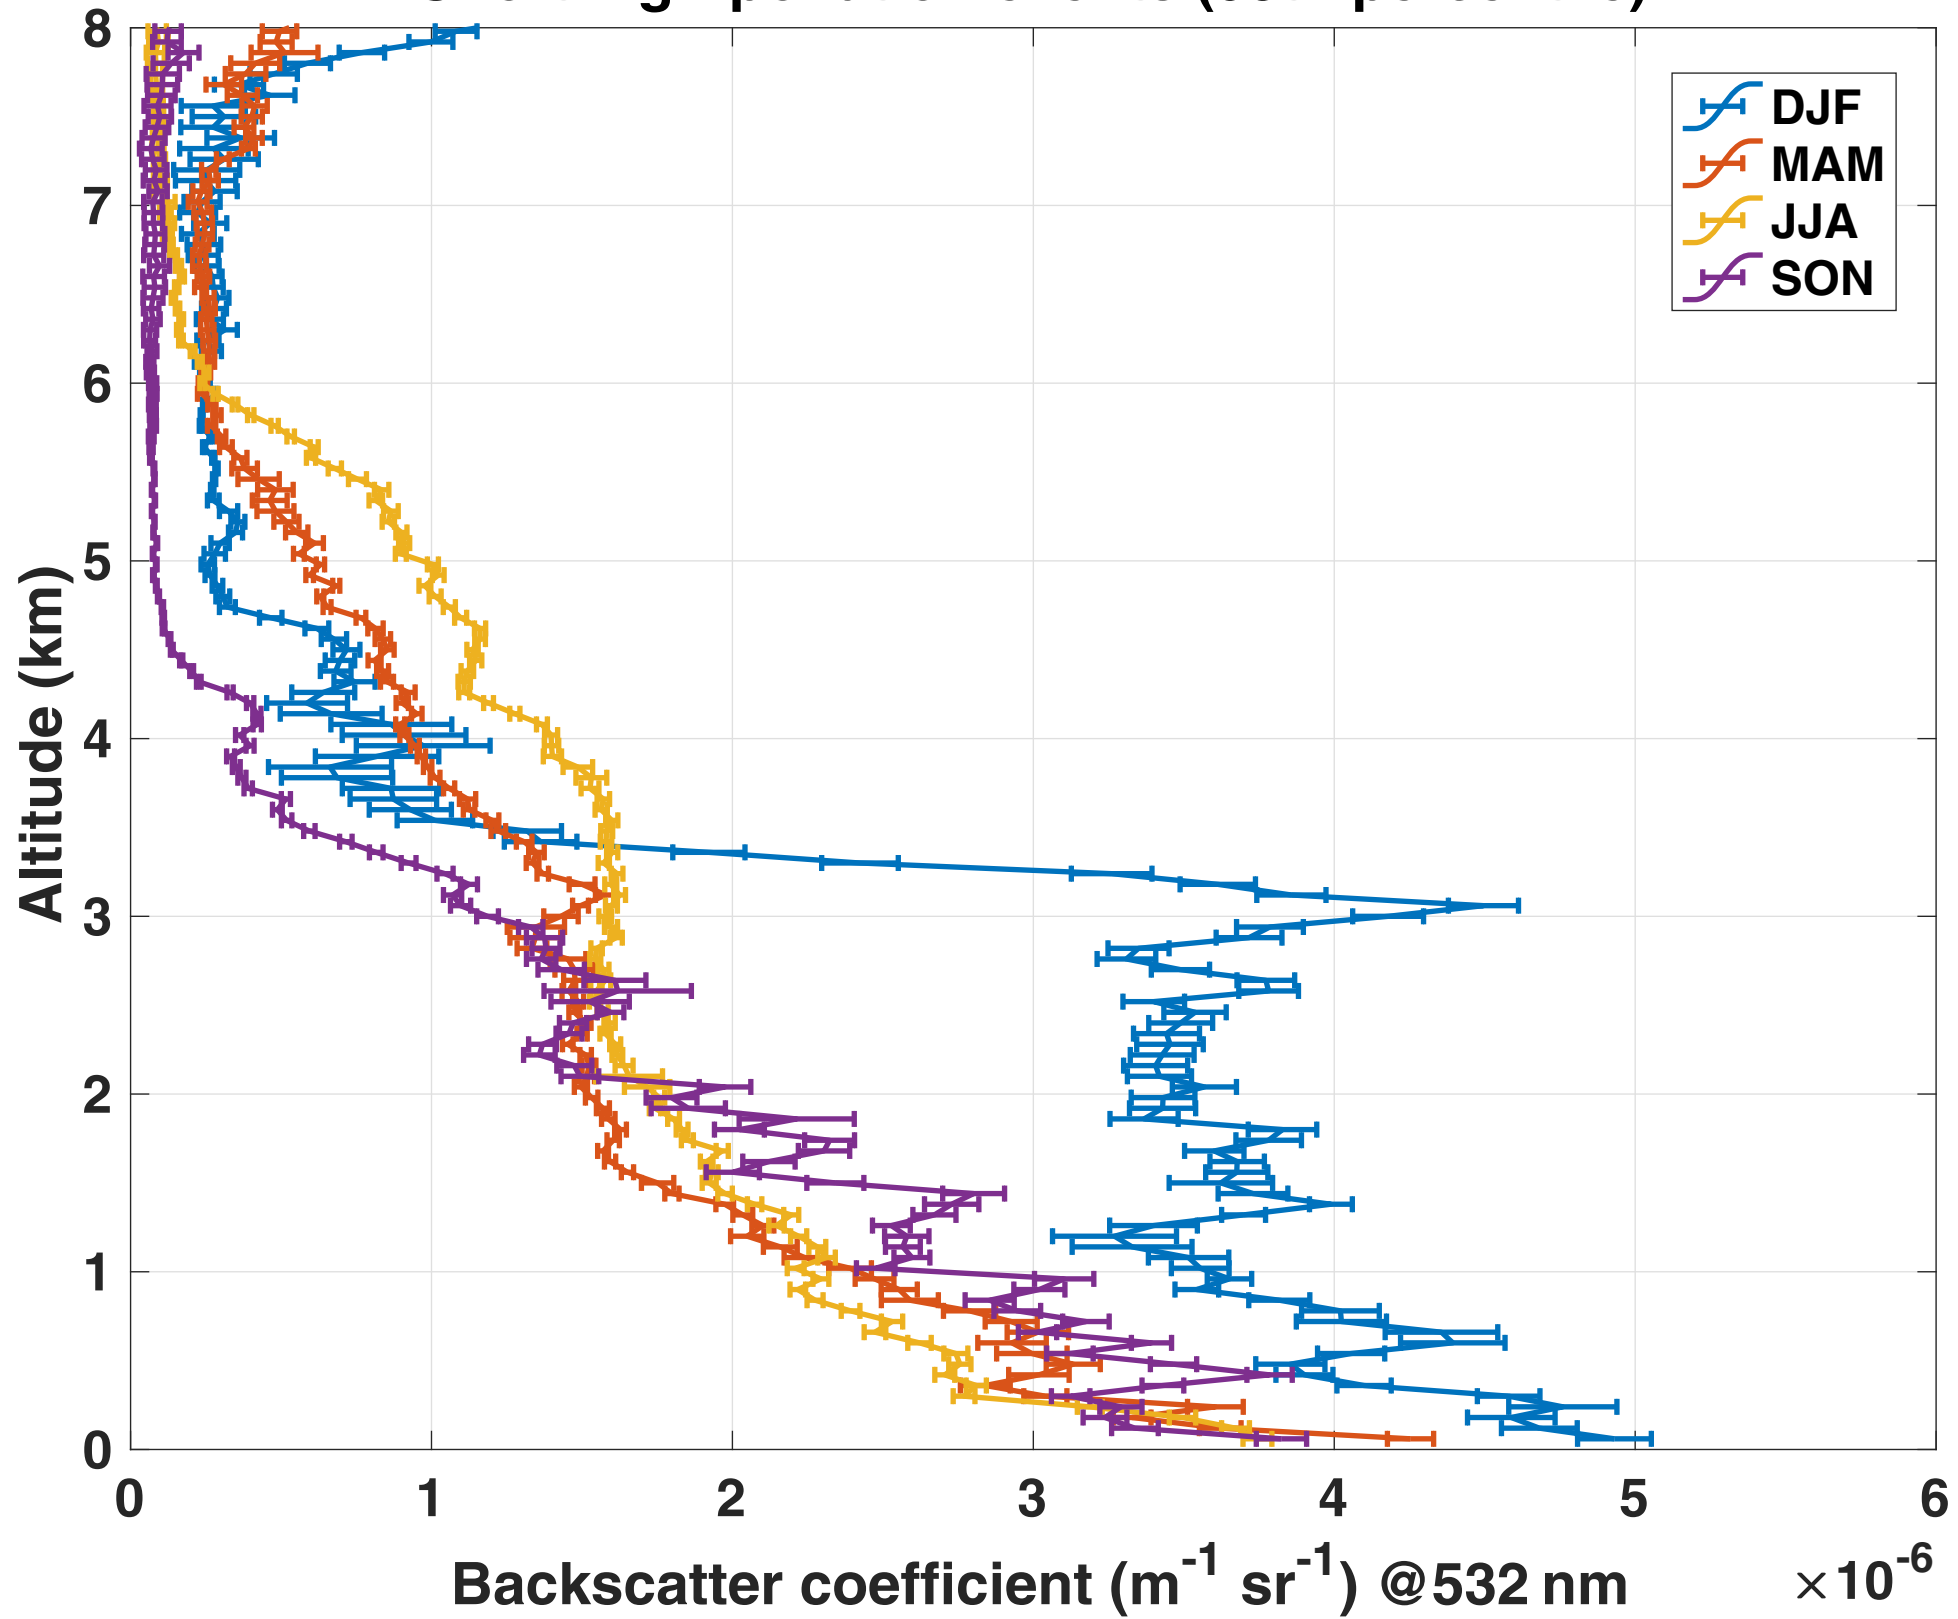 8
7
6
5
4
3
2
1
0
Altitude (km)
DJF
MAM
JJA
SON
0 1 2 3 4 5 6
Backscatter coefficient (m⁻¹ sr⁻¹) @532 nm
×10⁻⁶